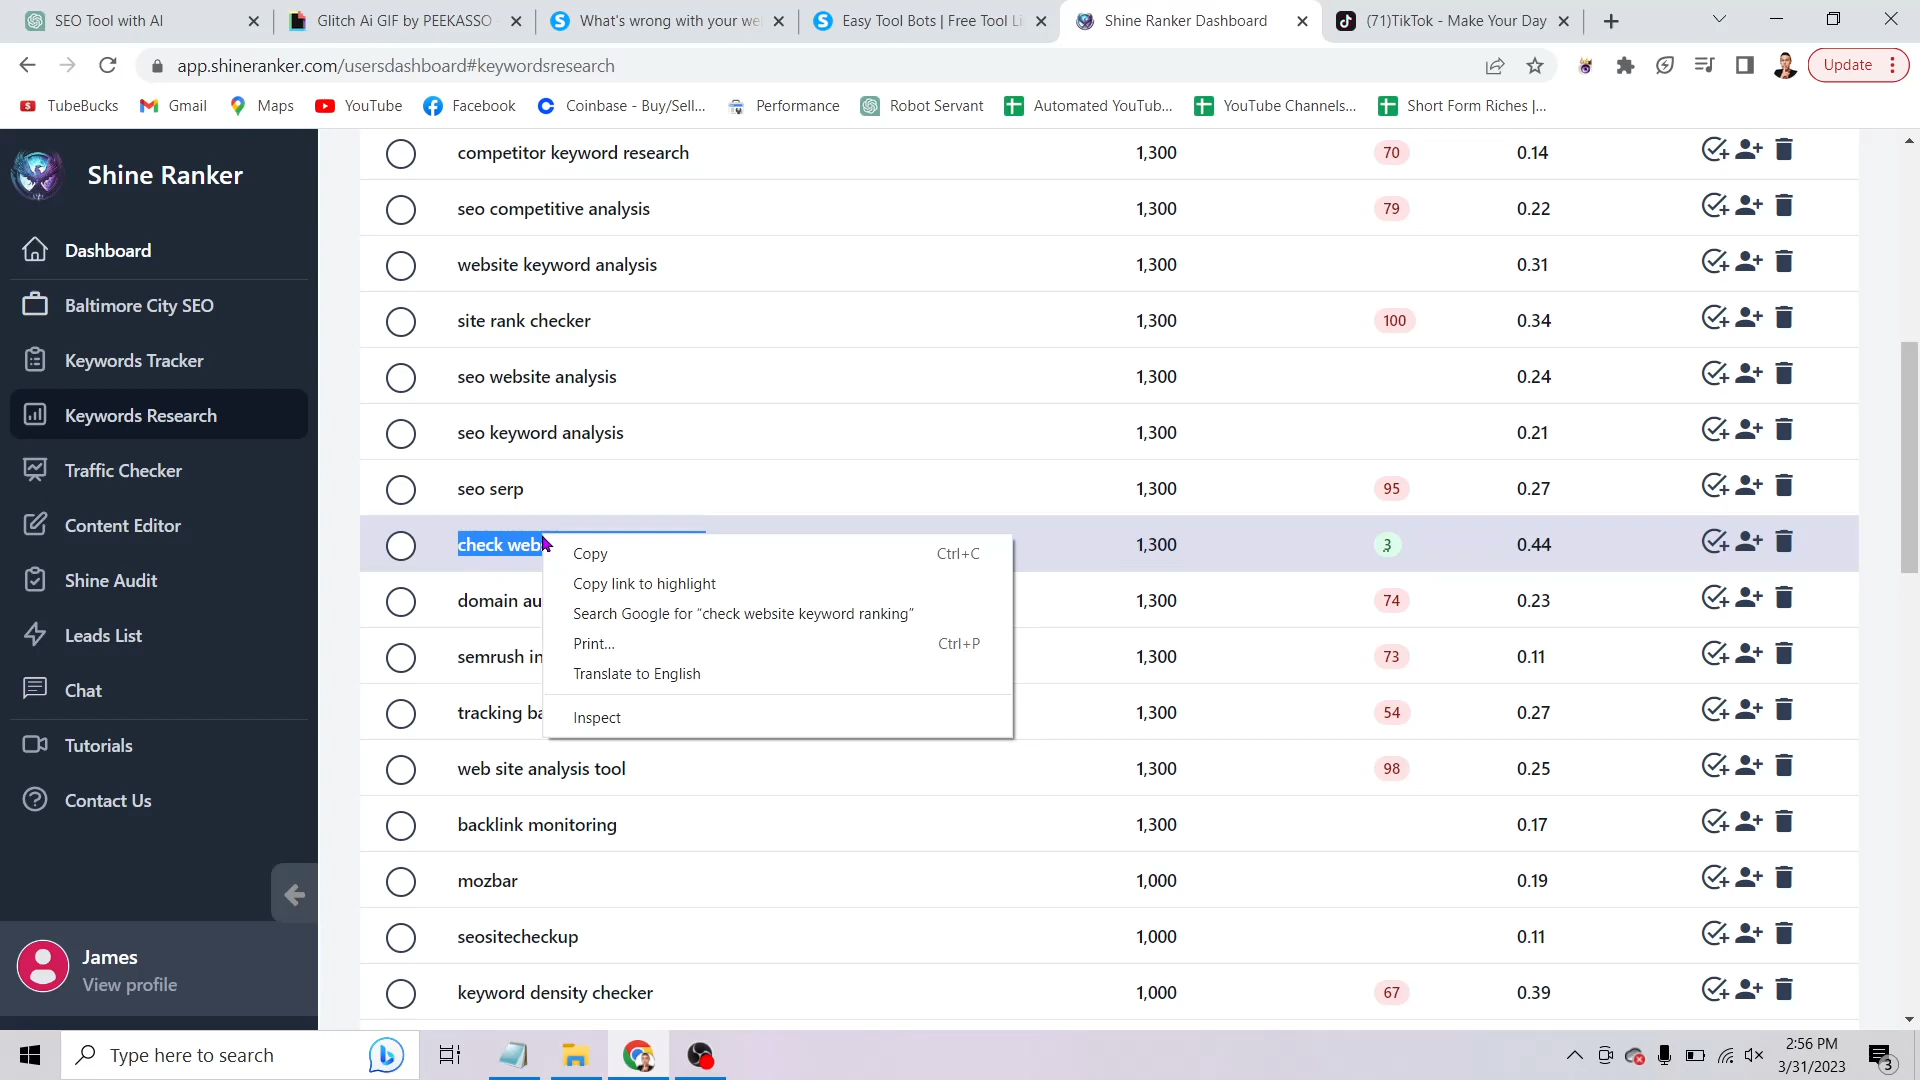 SEO Tool with AI
Glitch Ai GIF by PEEKASSO
What's wrong with your we
Easy Tool Bots | Free Tool Li
Shine Ranker Dashboard
(71)TikTok - Make Your Day
app.shineranker.com/usersdashboard#keywordsresearch
Update
TubeBucks
Gmail
Maps
YouTube
Facebook
Coinbase - Buy/Sell...
Performance
Robot Servant
Automated YouTub...
YouTube Channels...
Short Form Riches |...
Shine Ranker
Dashboard
Baltimore City SEO
Keywords Tracker
Keywords Research
Traffic Checker
Content Editor
Shine Audit
Leads List
Chat
Tutorials
Contact Us
James
View profile
competitor keyword research 1,300 70 0.14
seo competitive analysis 1,300 79 0.22
website keyword analysis 1,300 0.31
site rank checker 1,300 100 0.34
seo website analysis 1,300 0.24
seo keyword analysis 1,300 0.21
seo serp 1,300 95 0.27
check web 1,300 3 0.44
domain au 1,300 74 0.23
semrush in 1,300 73 0.11
tracking ba 1,300 54 0.27
web site analysis tool 1,300 98 0.25
backlink monitoring 1,300 0.17
mozbar 1,000 0.19
seositecheckup 1,000 0.11
keyword density checker 1,000 67 0.39
Copy Ctrl+C
Copy link to highlight
Search Google for “check website keyword ranking”
Print... Ctrl+P
Translate to English
Inspect
Type here to search
2:56 PM
3/31/2023
3